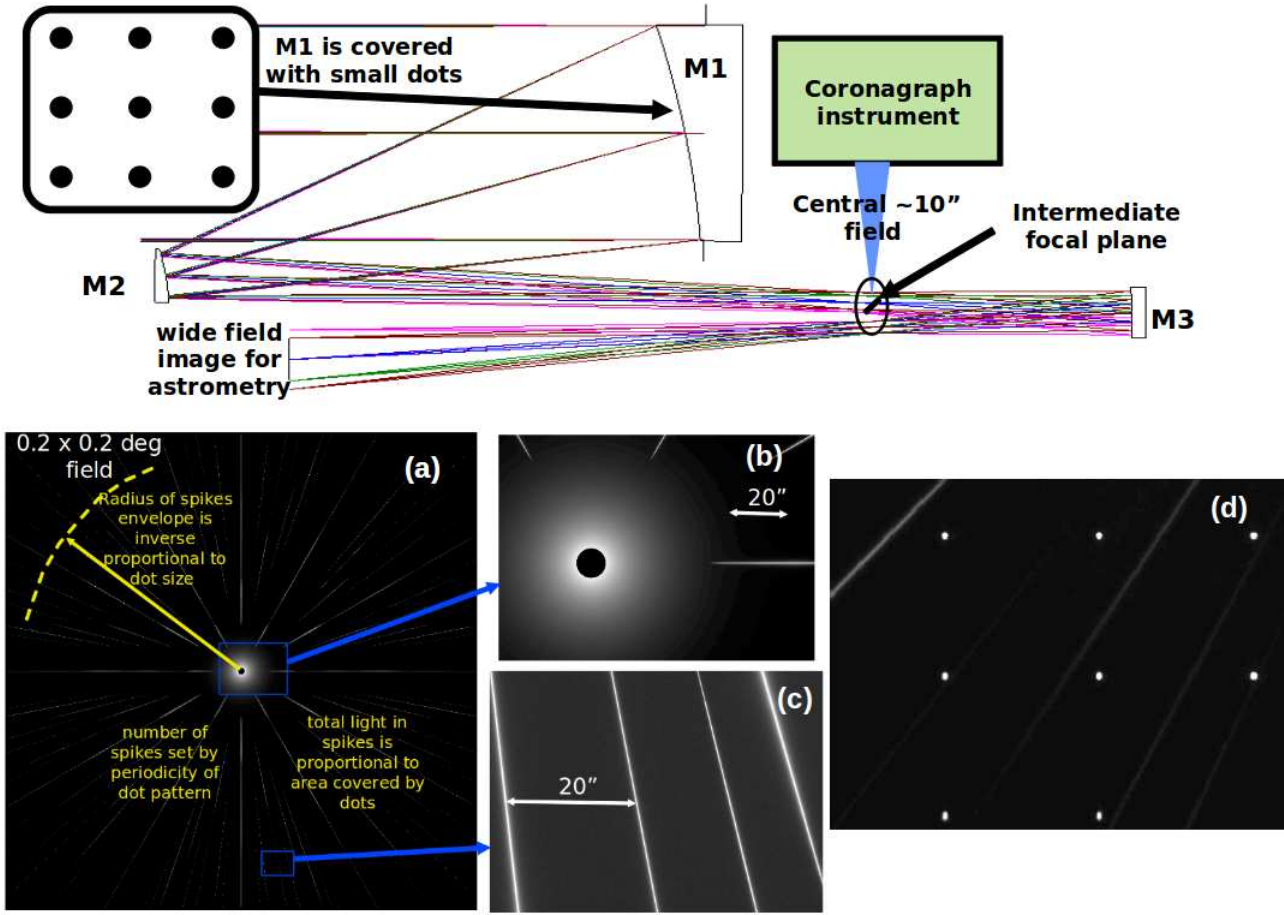 M1 is covered
with small dots
M1
Coronagraph
instrument
Central ~10”
field
Intermediate
focal plane
M2
M3
wide field
image for
astrometry
0.2 x 0.2 deg
field
(a)
Radius of spikes
envelope is
inverse
proportional to
dot size
number of
spikes set by
periodicity of
dot pattern
total light in
spikes is
proportional to
area covered by
dots
(b)
20”
(c)
20”
(d)